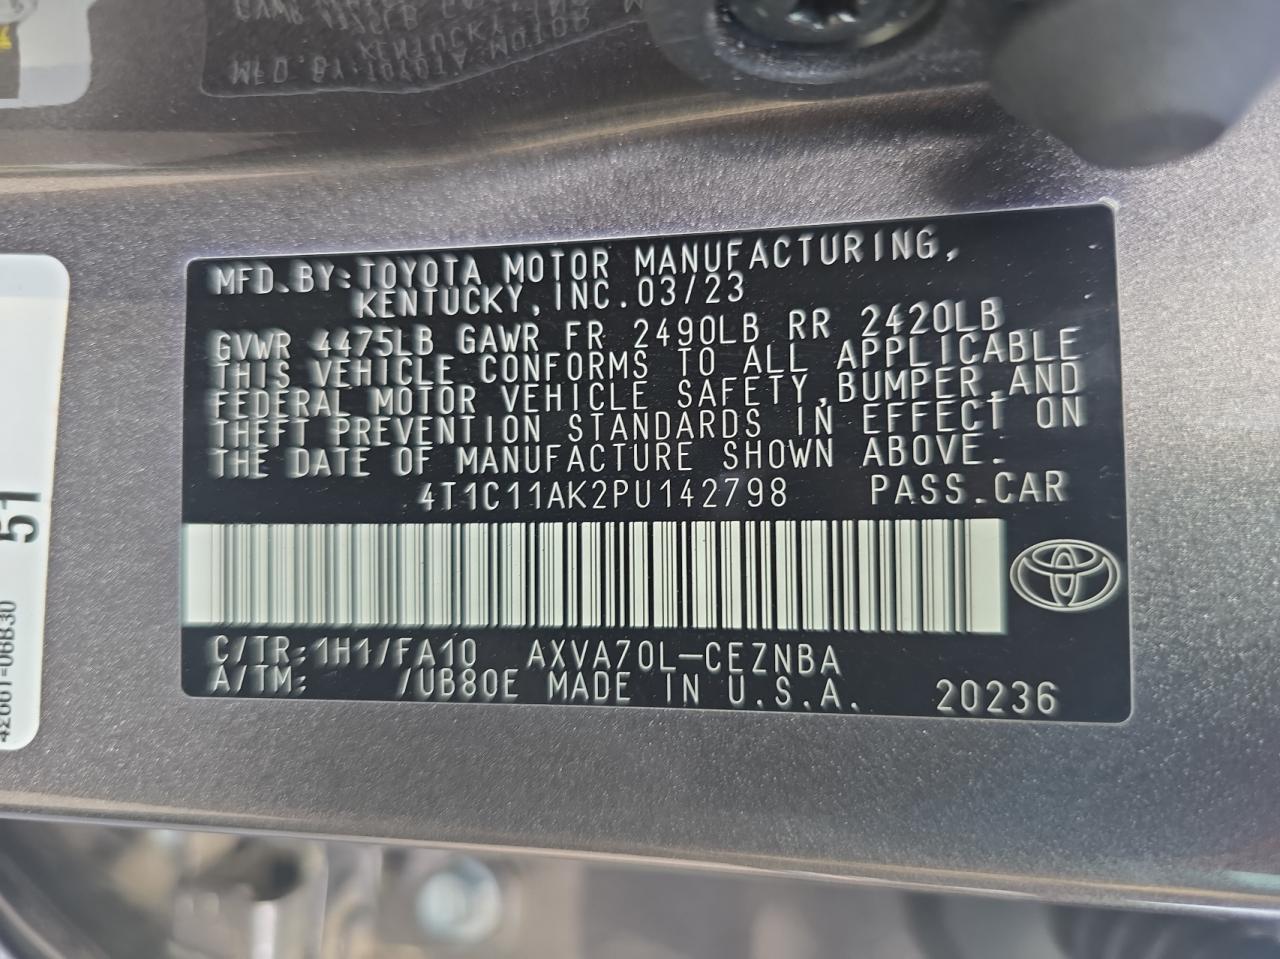 MFD.BY:TOYOTA MOTOR MANUFACTURING,
KENTUCKY,INC.03/23
GVWR 4475LB GAWR FR 2490LB RR 2420LB
THIS VEHICLE CONFORMS TO ALL APPLICABLE
FEDERAL MOTOR VEHICLE SAFETY,BUMPER,AND
THEFT PREVENTION STANDARDS IN EFFECT ON
THE DATE OF MANUFACTURE SHOWN ABOVE.
4T1C11AK2PU142798 PASS.CAR
C/TR:1H1/FA10 AXVA70L-CEZNBA
A/TM: /UB80E MADE IN U.S.A. 20236
51